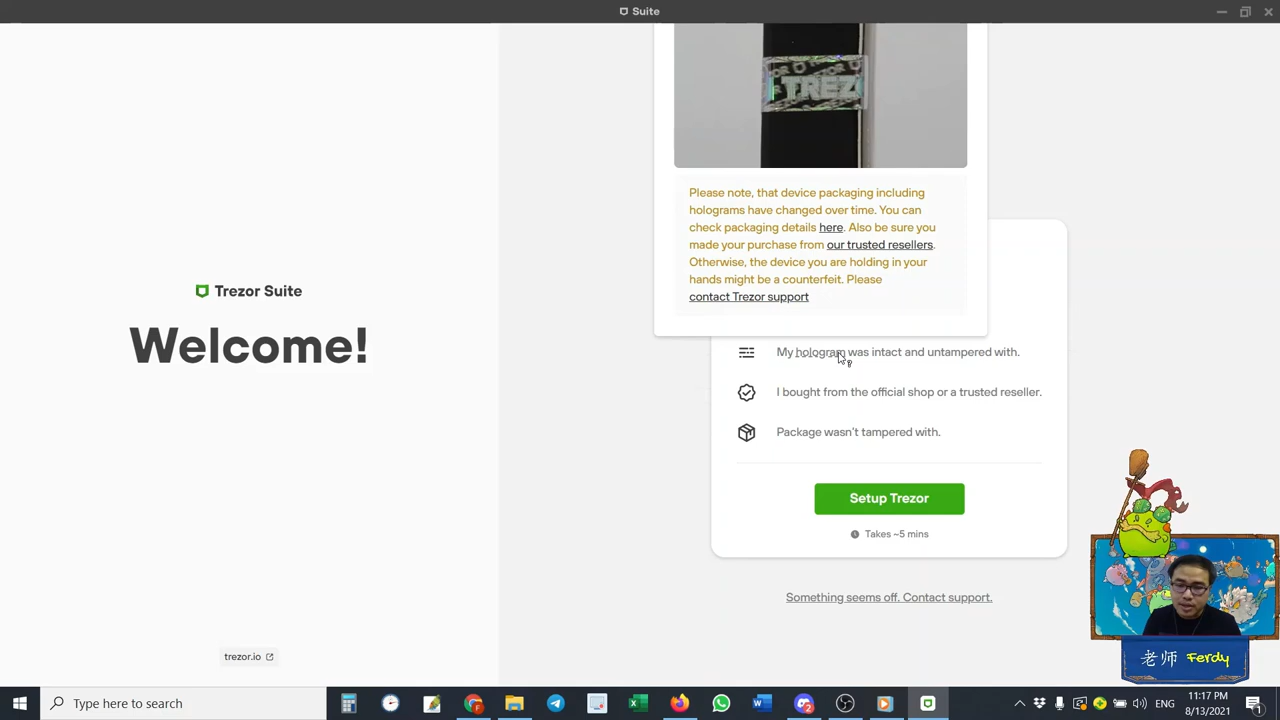 Suite
TREZ
Please note, that device packaging including
holograms have changed over time. You can
check packaging details here. Also be sure you
made your purchase from our trusted resellers.
Otherwise, the device you are holding in your
hands might be a counterfeit. Please
contact Trezor support
Trezor Suite
Welcome!
My hologram was intact and untampered with.
I bought from the official shop or a trusted reseller.
Package wasn't tampered with.
Setup Trezor
Takes ~5 mins
Something seems off. Contact support.
trezor.io
老师 Ferdy
Type here to search
ENG
11:17 PM
8/13/2021